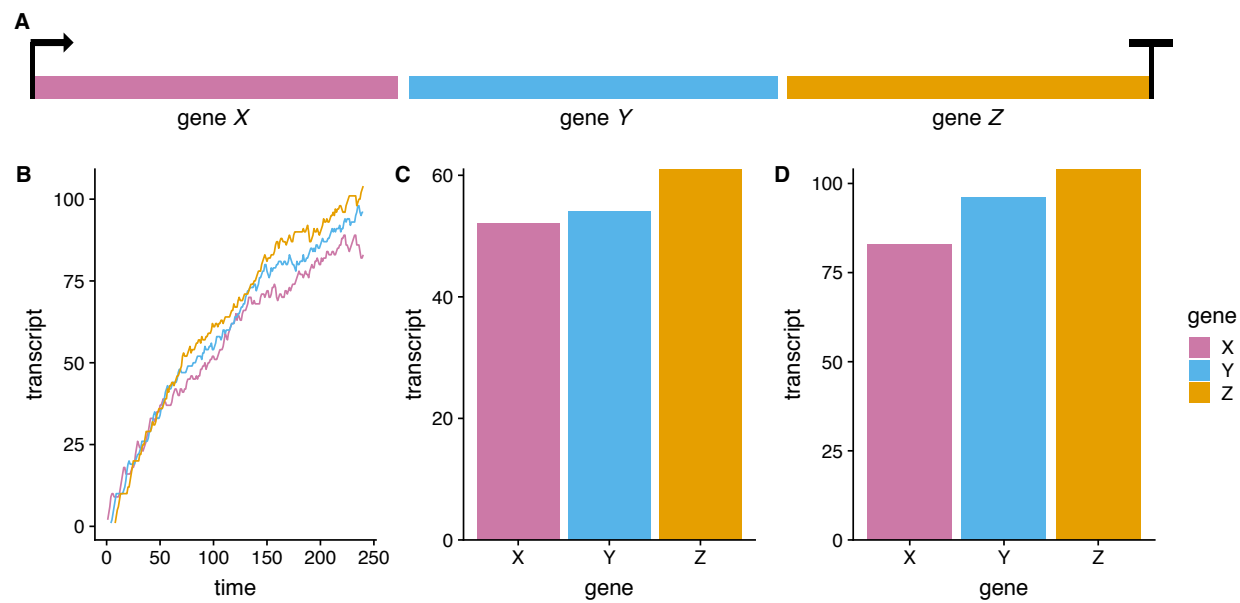 A
gene X
gene Y
gene Z
B
transcript
100
75
50
25
0
0 50 100 150 200 250
time
C
transcript
60
40
20
0
X Y Z
gene
D
transcript
100
75
50
25
0
X Y Z
gene
gene
X
Y
Z